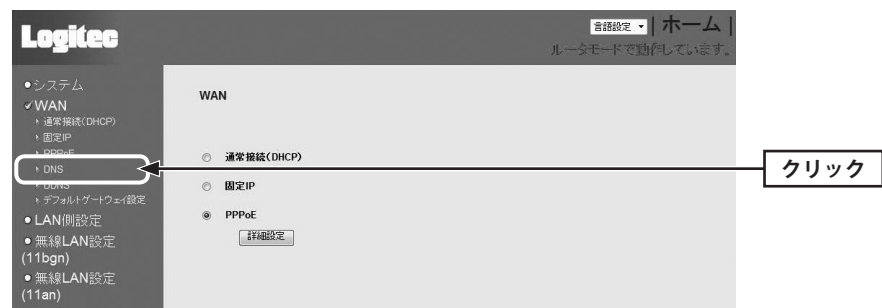 Logitec
言語設定 | ホーム |
ルータモードで動作しています。
システム
WAN
通常接続(DHCP)
固定IP
PPPoE
DNS
DDNS
デフォルトゲートウェイ設定
LAN側設定
無線LAN設定
(11bgn)
無線LAN設定
(11an)
WAN
通常接続(DHCP)
固定IP
PPPoE
詳細設定
クリック